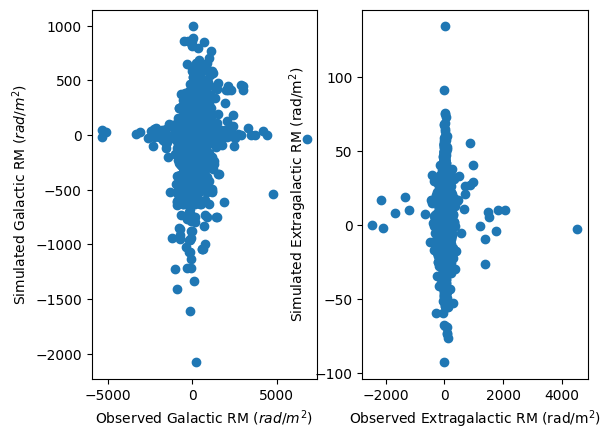 1000
500
0
−500
−1000
−1500
−2000
Simulated Galactic RM (rad/m²)
−5000 0 5000
Observed Galactic RM (rad/m²)
100
50
0
−50
−100
Simulated Extragalactic RM (rad/m²)
−2000 0 2000 4000
Observed Extragalactic RM (rad/m²)